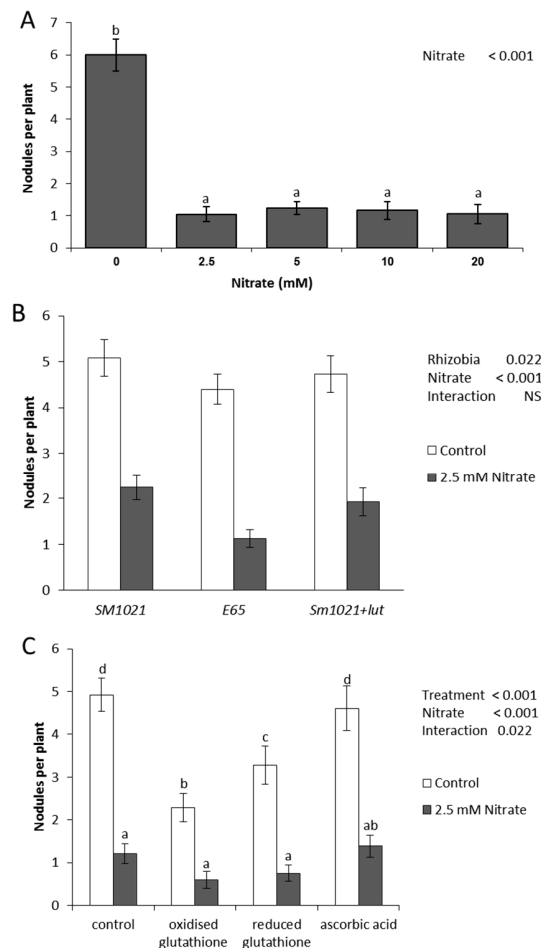 A
Nodules per plant
7
6
5
4
3
2
1
0
b
a
a
a
a
Nitrate < 0.001
0 2.5 5 10 20
Nitrate (mM)
B
Nodules per plant
6
5
4
3
2
1
0
Rhizobia 0.022
Nitrate < 0.001
Interaction NS
Control
2.5 mM Nitrate
SM1021 E65 Sm1021+lut
C
Nodules per plant
6
5
4
3
2
1
0
d
a
b
a
c
a
d
ab
Treatment < 0.001
Nitrate < 0.001
Interaction 0.022
Control
2.5 mM Nitrate
control oxidised reduced ascorbic acid
glutathione glutathione